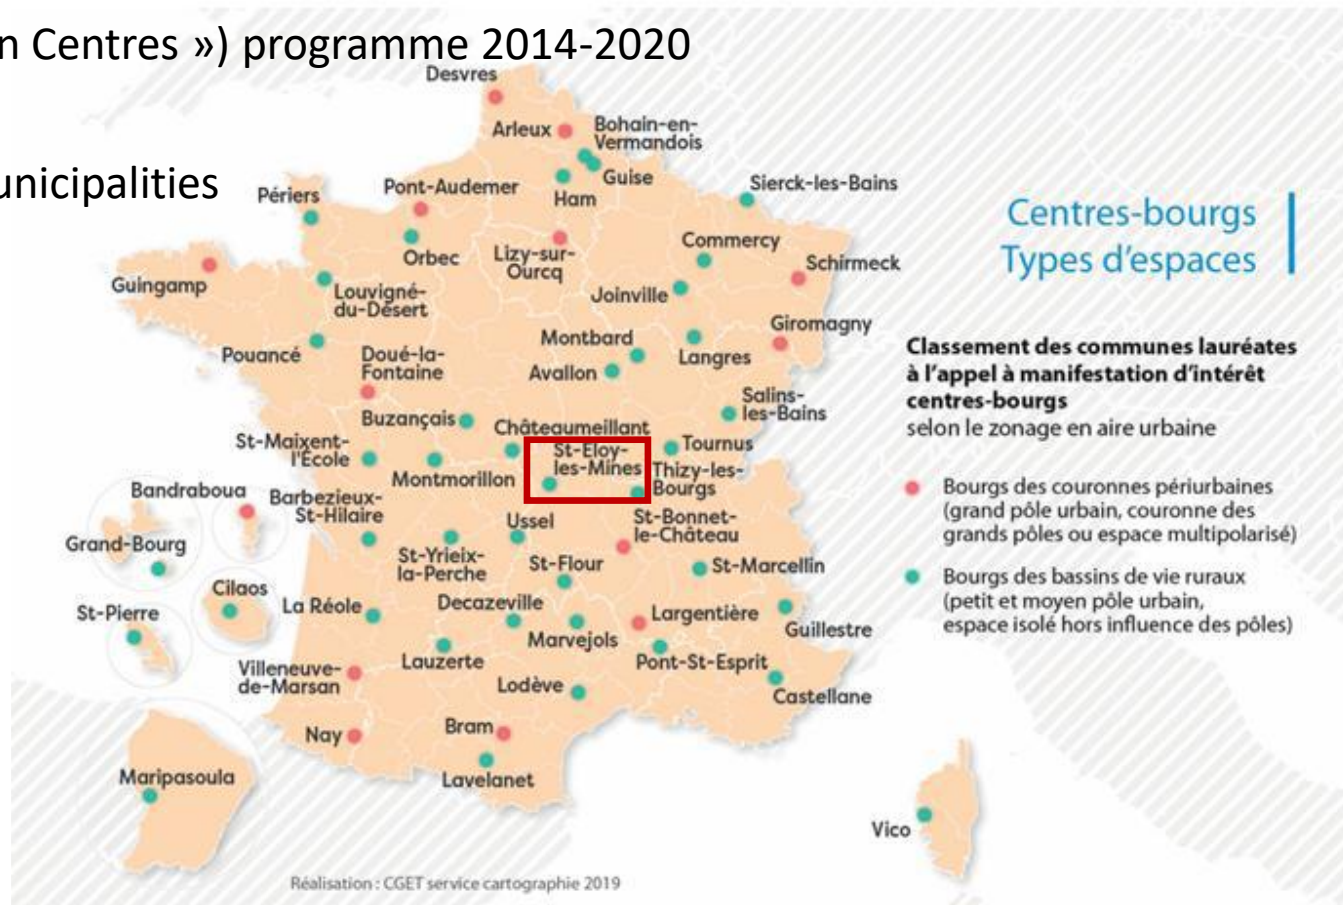 n Centres ») programme 2014-2020
unicipalities
Desvres
Arleux
Bohain-en-
Vermandois
Guise
Ham
Sierck-les-Bains
Périers
Pont-Audemer
Orbec
Lizy-sur-
Ourcq
Commercy
Schirmeck
Guingamp
Louvigné-
du-Désert
Joinville
Giromagny
Pouancé
Doué-la-
Fontaine
Montbard
Avallon
Langres
Buzançais
Châteaumeillant
Salins-
les-Bains
St-Maixent-
l'École
Montmorillon
St-Eloy-
les-Mines
Tournus
Thizy-les-
Bourgs
Bandraboua
Barbezieux-
St-Hilaire
Ussel
St-Bonnet-
le-Château
Grand-Bourg
St-Yrieix-
la-Perche
St-Flour
St-Marcellin
Cilaos
St-Pierre
La Réole
Decazeville
Marvejols
Largentière
Guillestre
Villeneuve-
de-Marsan
Lauzerte
Lodève
Pont-St-Esprit
Castellane
Nay
Bram
Lavelanet
Maripasoula
Vico
Centres-bourgs
Types d'espaces
Classement des communes lauréates
à l'appel à manifestation d'intérêt
centres-bourgs
selon le zonage en aire urbaine
Bourgs des couronnes périurbaines
(grand pôle urbain, couronne des
grands pôles ou espace multipolarisé)
Bourgs des bassins de vie ruraux
(petit et moyen pôle urbain,
espace isolé hors influence des pôles)
Réalisation : CGET service cartographie 2019